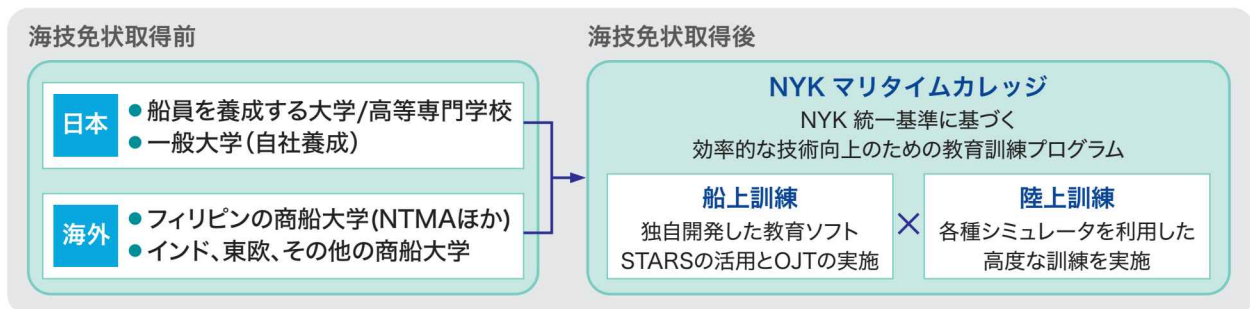 海技免状取得前
日本
●船員を養成する大学/高等専門学校
●一般大学(自社養成)
海外
●フィリピンの商船大学(NTMAほか)
●インド、東欧、その他の商船大学
海技免状取得後
NYK マリタイムカレッジ
NYK 統一基準に基づく
効率的な技術向上のための教育訓練プログラム
船上訓練
独自開発した教育ソフト
STARSの活用とOJTの実施
×
陸上訓練
各種シミュレータを利用した
高度な訓練を実施